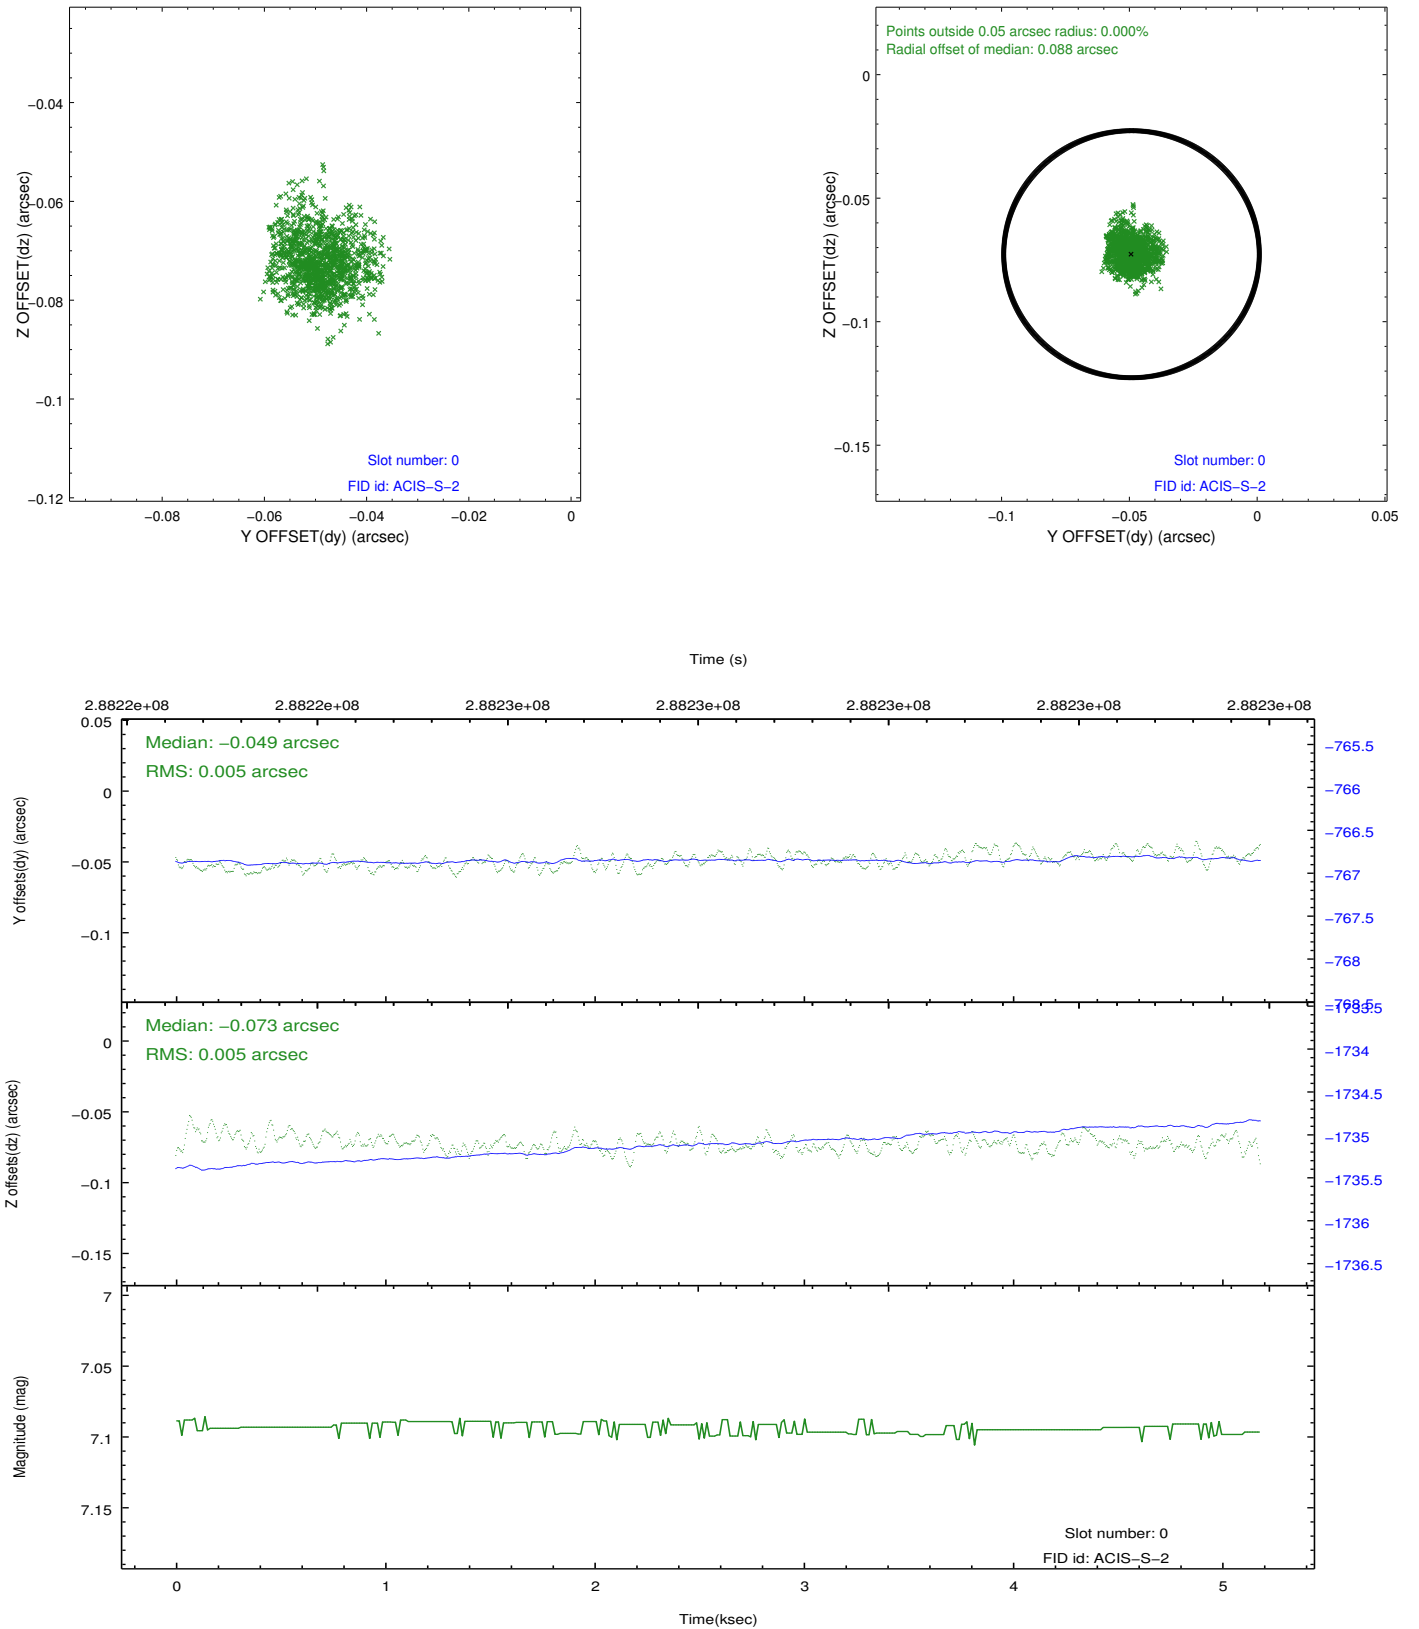 −0.04
−0.06
−0.08
−0.1
−0.12
Z OFFSET(dz) (arcsec)
Slot number: 0
FID id: ACIS−S−2
−0.08
−0.06
−0.04
−0.02
0
Y OFFSET(dy) (arcsec)
Points outside 0.05 arcsec radius: 0.000%
Radial offset of median: 0.088 arcsec
0
−0.05
−0.1
−0.15
Z OFFSET(dz) (arcsec)
Slot number: 0
FID id: ACIS−S−2
−0.1
−0.05
0
0.05
Y OFFSET(dy) (arcsec)
Time (s)
2.8822e+08
2.8822e+08
2.8823e+08
2.8823e+08
2.8823e+08
2.8823e+08
2.8823e+08
0.05
0
−0.05
−0.1
Y offsets(dy) (arcsec)
Median: −0.049 arcsec
RMS: 0.005 arcsec
−765.5
−766
−766.5
−767
−767.5
−768
−768.5
0
−0.05
−0.1
−0.15
Z offsets(dz) (arcsec)
Median: −0.073 arcsec
RMS: 0.005 arcsec
−1733.5
−1734
−1734.5
−1735
−1735.5
−1736
−1736.5
7
7.05
7.1
7.15
Magnitude (mag)
Slot number: 0
FID id: ACIS−S−2
0
1
2
3
4
5
Time(ksec)